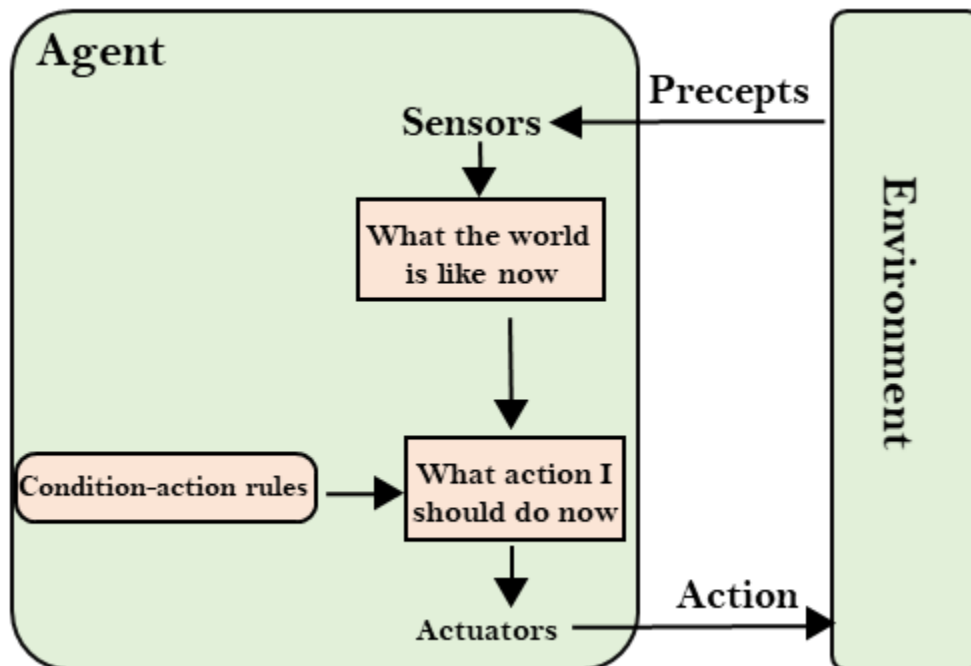 Agent
Precepts
Sensors
What the world
is like now
Environment
Condition-action rules
What action I
should do now
Action
Actuators